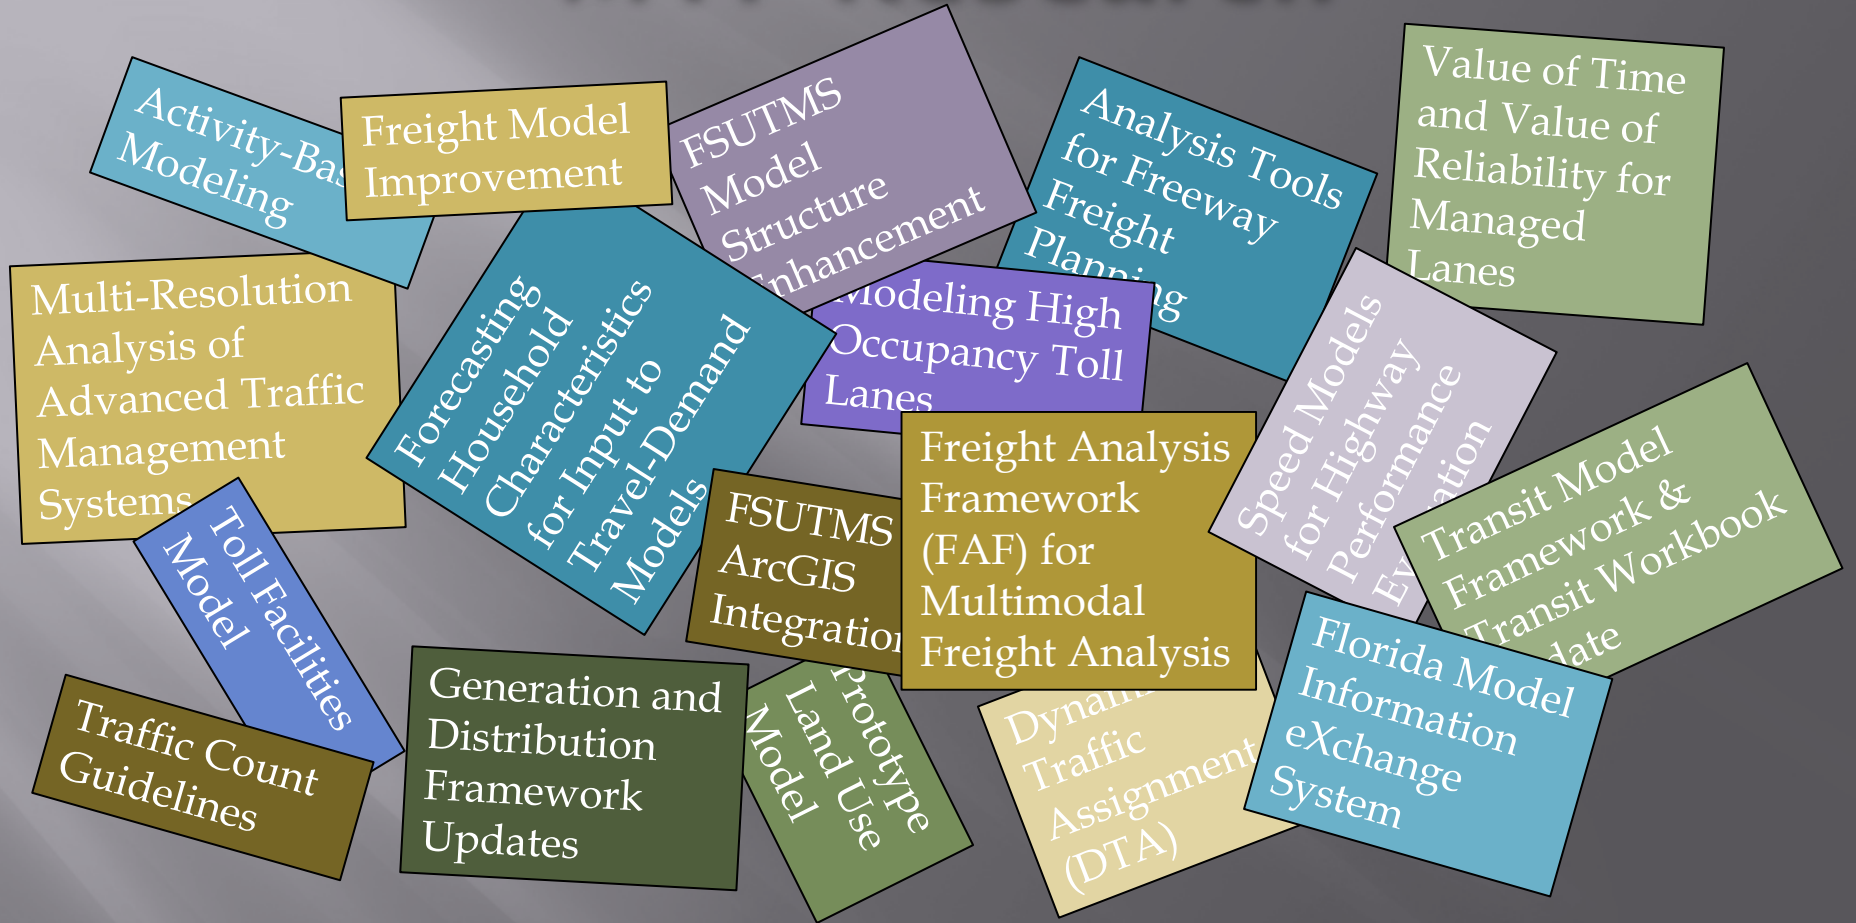 Activity-Bas
Modeling
Freight Model
Improvement
FSUTMS
Model
Structure
Enhancement
Analysis Tools
for Freeway
Freight
Planning
Value of Time
and Value of
Reliability for
Managed
Lanes
Multi-Resolution
Analysis of
Advanced Traffic
Management
Systems
Forecasting
Household
Characteristics
for Input to
Travel-Demand
Models
Modeling High
Occupancy Toll
Lanes
Speed Models
for Highway
Performance
Transit Model
Framework &
Transit Workbook
Toll Facilities
Model
FSUTMS
ArcGIS
Integration
Freight Analysis
Framework
(FAF) for
Multimodal
Freight Analysis
Traffic Count
Guidelines
Generation and
Distribution
Framework
Updates
Prototype
Land Use
Model
Dynamic
Traffic
Assignment
(DTA)
Florida Model
Information
eXchange
System